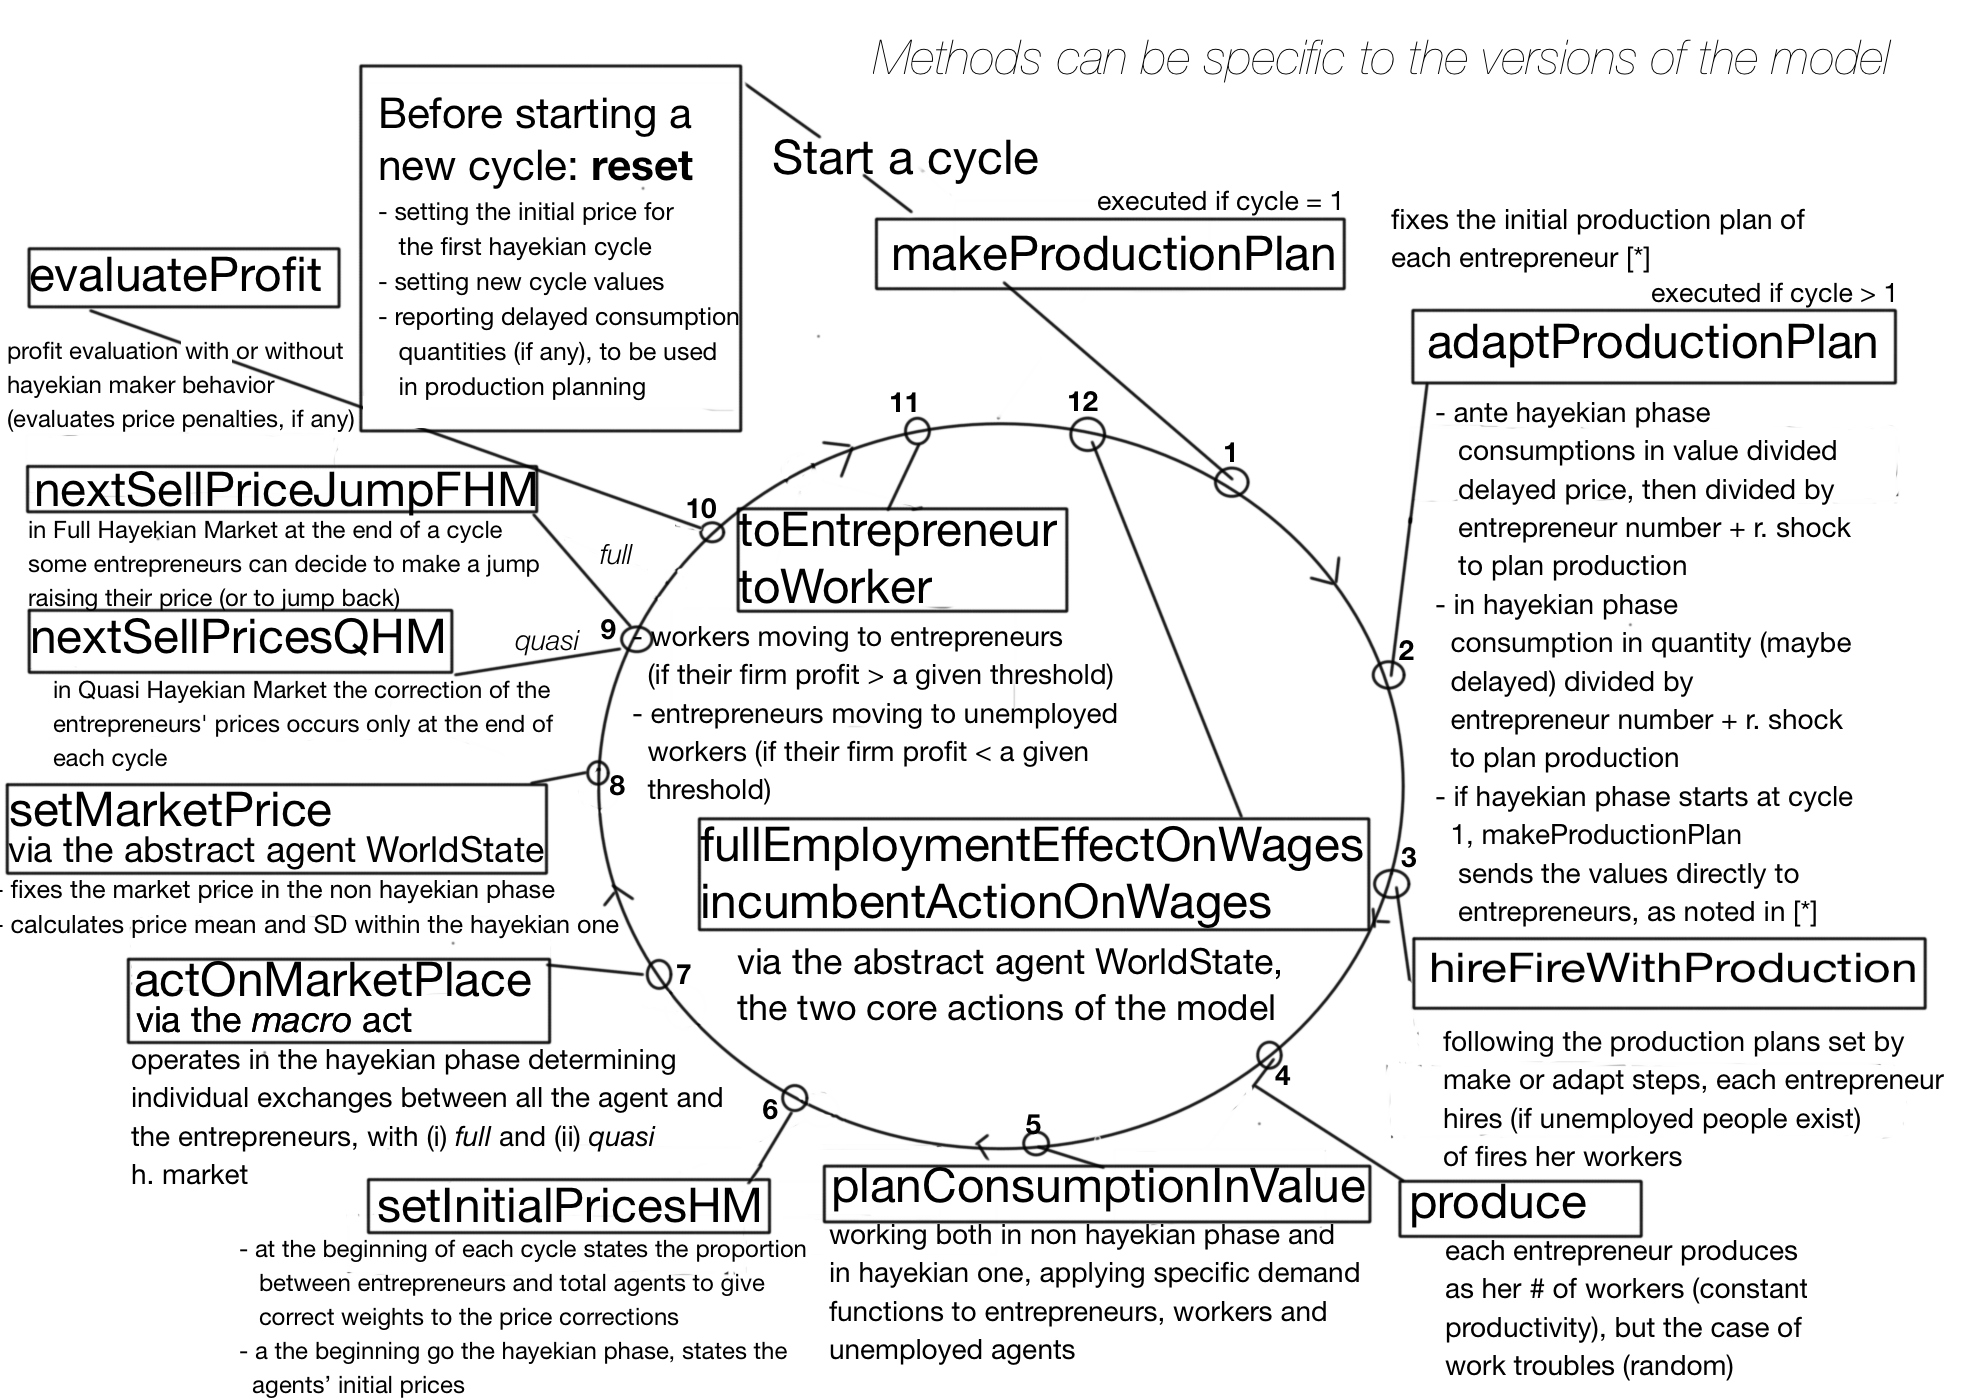 Methods can be specific to the versions of the model
Before starting a
new cycle: reset
- setting the initial price for
the first hayekian cycle
- setting new cycle values
- reporting delayed consumption
quantities (if any), to be used
in production planning
Start a cycle
executed if cycle = 1
makeProductionPlan
fixes the initial production plan of
each entrepreneur [*]
executed if cycle > 1
adaptProductionPlan
- ante hayekian phase
consumptions in value divided
delayed price, then divided by
entrepreneur number + r. shock
to plan production
- in hayekian phase
consumption in quantity (maybe
delayed) divided by
entrepreneur number + r. shock
to plan production
- if hayekian phase starts at cycle
1, makeProductionPlan
sends the values directly to
entrepreneurs, as noted in [*]
hireFireWithProduction
following the production plans set by
make or adapt steps, each entrepreneur
hires (if unemployed people exist)
of fires her workers
produce
each entrepreneur produces
as her # of workers (constant
productivity), but the case of
work troubles (random)
planConsumptionInValue
working both in non hayekian phase and
in hayekian one, applying specific demand
functions to entrepreneurs, workers and
unemployed agents
setInitialPricesHM
- at the beginning of each cycle states the proportion
between entrepreneurs and total agents to give
correct weights to the price corrections
- a the beginning go the hayekian phase, states the
agents’ initial prices
actOnMarketPlace
via the macro act
operates in the hayekian phase determining
individual exchanges between all the agent and
the entrepreneurs, with (i) full and (ii) quasi
h. market
setMarketPrice
via the abstract agent WorldState
- fixes the market price in the non hayekian phase
- calculates price mean and SD within the hayekian one
nextSellPriceJumpFHM
in Full Hayekian Market at the end of a cycle
some entrepreneurs can decide to make a jump
raising their price (or to jump back)
full
nextSellPricesQHM
quasi
in Quasi Hayekian Market the correction of the
entrepreneurs' prices occurs only at the end of
each cycle
evaluateProfit
profit evaluation with or without
hayekian maker behavior
(evaluates price penalties, if any)
toEntrepreneur
toWorker
- workers moving to entrepreneurs
(if their firm profit > a given threshold)
- entrepreneurs moving to unemployed
workers (if their firm profit < a given
threshold)
fullEmploymentEffectOnWages
incumbentActionOnWages
via the abstract agent WorldState,
the two core actions of the model
1
2
3
4
5
6
7
8
9
10
11
12